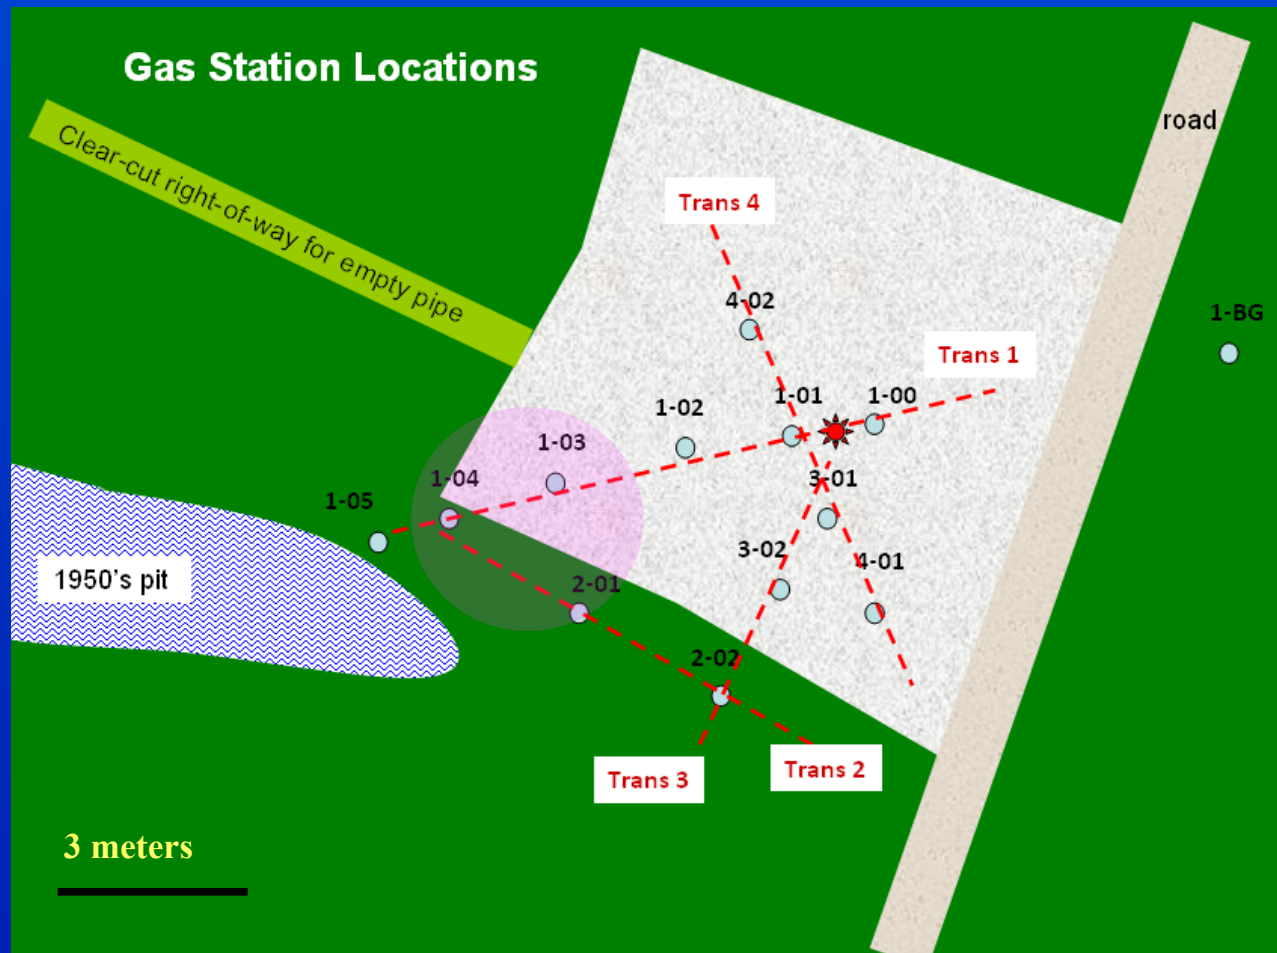 Gas Station Locations
road
Clear-cut right-of-way for empty pipe
Trans 4
4-02
1-BG
Trans 1
1-01
1-00
1-02
1-03
1-04
3-01
1-05
3-02
4-01
1950's pit
2-01
2-02
Trans 3
Trans 2
3 meters